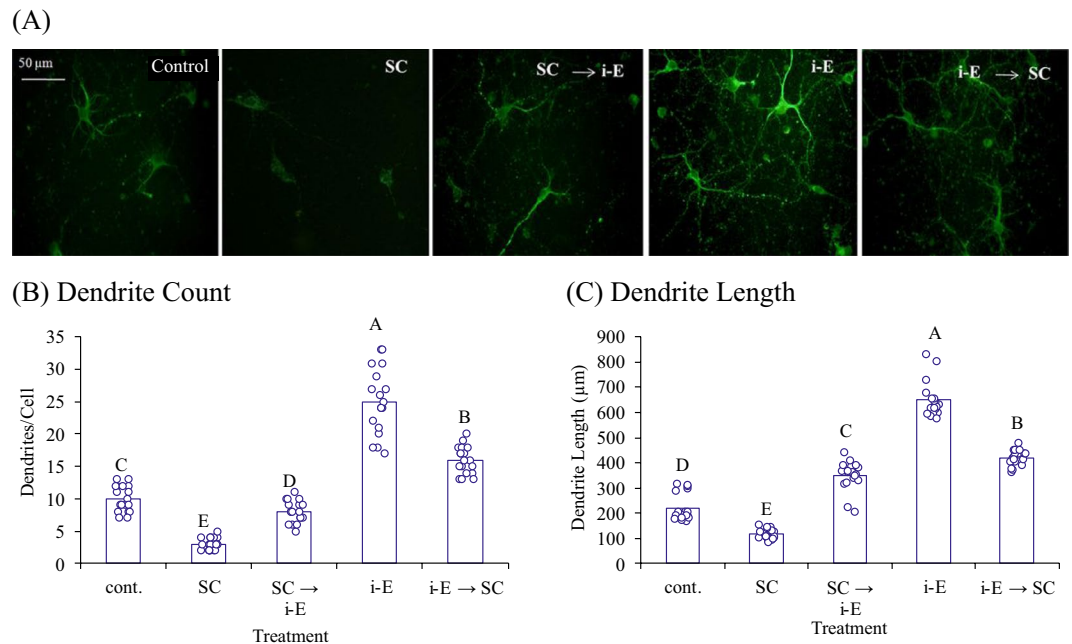 (A)
50 µm
Control
SC
SC → i-E
i-E
i-E → SC
(B) Dendrite Count
35
30
25
20
15
10
5
0
Dendrites/Cell
C
E
D
A
B
cont.
SC
SC →
i-E
i-E
i-E → SC
Treatment
(C) Dendrite Length
900
800
700
600
500
400
300
200
100
0
Dendrite Length (µm)
D
E
C
A
B
cont.
SC
SC →
i-E
i-E
i-E → SC
Treatment